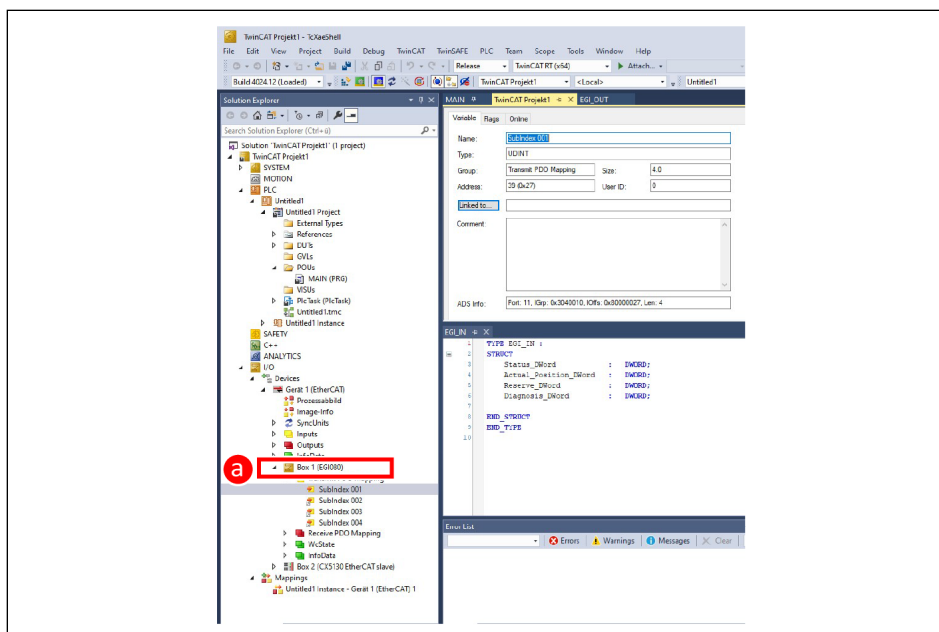 TwinCAT Projekt1 - TcXaeShell
File Edit View Project Build Debug TwinCAT TwinSAFE PLC Team Scope Tools Window Help
Release TwinCAT RT (x64) Attach...
Build 4024.12 (Loaded) TwinCAT Projekt1 <Local> Untitled1
Solution Explorer
Search Solution Explorer (Ctrl+ü)
Solution 'TwinCAT Projekt1' (1 project)
TwinCAT Projekt1
SYSTEM
MOTION
PLC
Untitled1
Untitled1 Project
External Types
References
DUTs
GVLs
POUs
MAIN (PRG)
VISUs
PlcTask (PlcTask)
Untitled1.tmc
Untitled1 Instance
SAFETY
C++
ANALYTICS
I/O
Devices
Gerät 1 (EtherCAT)
Prozessabbild
Image-Info
SyncUnits
Inputs
Outputs
InfoData
a
Box 1 (EGI080)
Mapping
SubIndex 001
SubIndex 002
SubIndex 003
SubIndex 004
Receive PDO Mapping
WcState
InfoData
Box 2 (CX5130 EtherCAT slave)
Mappings
Untitled1 Instance - Gerät 1 (EtherCAT) 1
MAIN TwinCAT Projekt1 EGI_OUT
Variable Flags Online
Name: SubIndex 001
Type: UDINT
Group: Transmit PDO Mapping Size: 4.0
Address: 39 (0x27) User ID: 0
Linked to...
Comment:
ADS Info: Port: 11, IGrp: 0x3040010, IOffs: 0x80000027, Len: 4
EGI_IN
1 TYPE EGI_IN :
2 STRUCT
3 Status_DWord : DWORD;
4 Actual_Position_DWord : DWORD;
5 Reserve_DWord : DWORD;
6 Diagnosis_DWord : DWORD;
7
8 END_STRUCT
9 END_TYPE
10
Error List
Errors Warnings Messages Clear